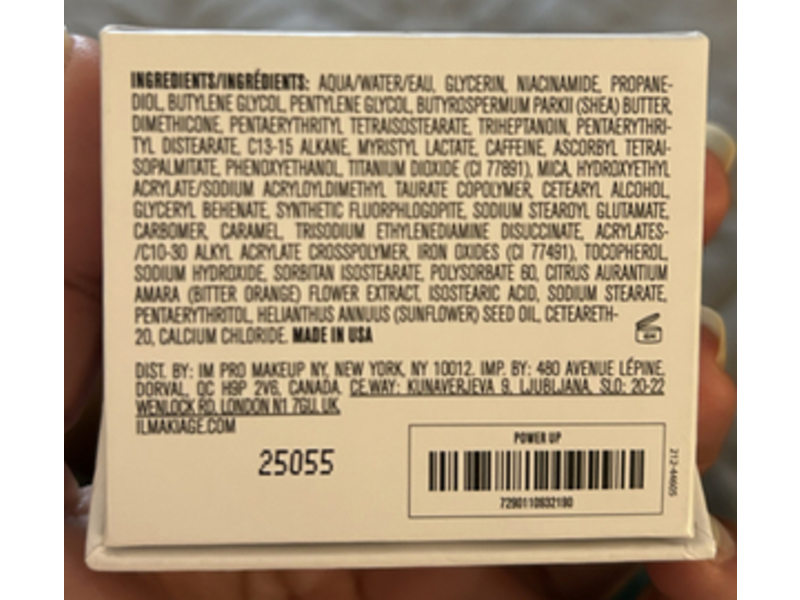 INGREDIENTS/INGRÉDIENTS: AQUA/WATER/EAU, GLYCERIN, NIACINAMIDE, PROPANE-
DIOL, BUTYLENE GLYCOL, PENTYLENE GLYCOL, BUTYROSPERMUM PARKII (SHEA) BUTTER,
DIMETHICONE, PENTAERYTHRITYL TETRAISOSTEARATE, TRIHEPTANOIN, PENTAERYTHRI-
TYL DISTEARATE, C13-15 ALKANE, MYRISTYL LACTATE, CAFFEINE, ASCORBYL TETRAI-
SOPALMITATE, PHENOXYETHANOL, TITANIUM DIOXIDE (CI 77891), MICA, HYDROXYETHYL
ACRYLATE/SODIUM ACRYLOYLDIMETHYL TAURATE COPOLYMER, CETEARYL ALCOHOL,
GLYCERYL BEHENATE, SYNTHETIC FLUORPHLOGOPITE, SODIUM STEAROYL GLUTAMATE,
CARBOMER, CARAMEL, TRISODIUM ETHYLENEDIAMINE DISUCCINATE, ACRYLATES-
/C10-30 ALKYL ACRYLATE CROSSPOLYMER, IRON OXIDES (CI 77491), TOCOPHEROL,
SODIUM HYDROXIDE, SORBITAN ISOSTEARATE, POLYSORBATE 60, CITRUS AURANTIUM
AMARA (BITTER ORANGE) FLOWER EXTRACT, ISOSTEARIC ACID, SODIUM STEARATE,
PENTAERYTHRITOL, HELIANTHUS ANNUUS (SUNFLOWER) SEED OIL, CETEARETH-
20, CALCIUM CHLORIDE. MADE IN USA
DIST. BY: IM PRO MAKEUP NY, NEW YORK, NY 10012. IMP. BY: 480 AVENUE LÉPINE,
DORVAL, QC H9P 2V6, CANADA. CE.WAY: KUNAVERJEVA 9, LJUBLJANA, SLO; 20-22
WENLOCK RD, LONDON N1 7GU, UK
ILMAKIAGE.COM
25055
POWER UP
7290110932190
212-44605